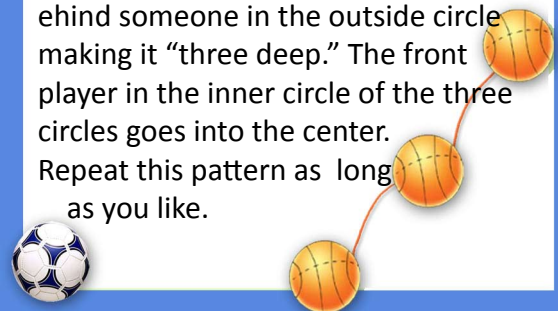 ehind someone in the outside circle
making it “three deep.” The front
player in the inner circle of the three
circles goes into the center.
Repeat this pattern as long
as you like.